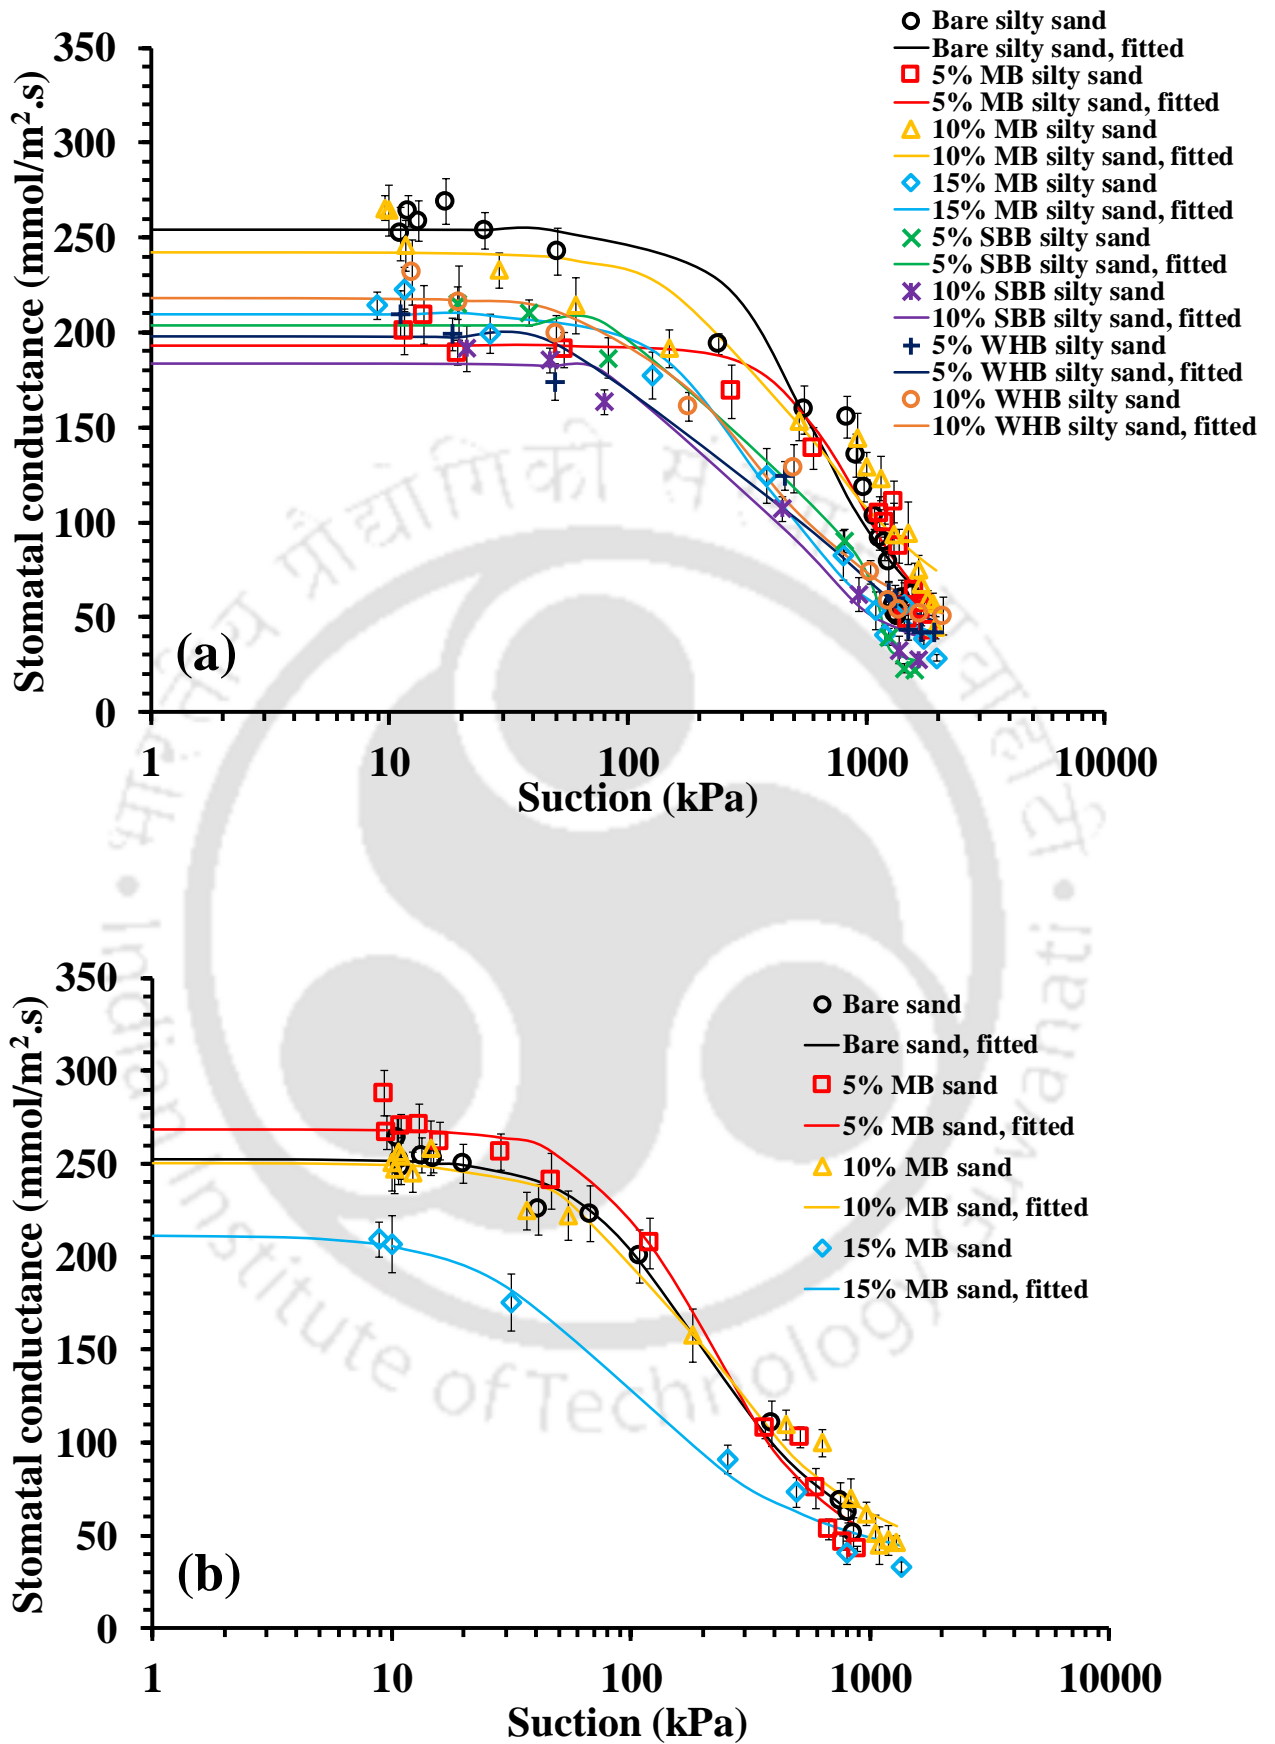 Bare silty sand
Bare silty sand, fitted
5% MB silty sand
5% MB silty sand, fitted
10% MB silty sand
10% MB silty sand, fitted
15% MB silty sand
15% MB silty sand, fitted
5% SBB silty sand
5% SBB silty sand, fitted
10% SBB silty sand
10% SBB silty sand, fitted
5% WHB silty sand
5% WHB silty sand, fitted
10% WHB silty sand
10% WHB silty sand, fitted
Stomatal conductance (mmol/m².s)
350
300
250
200
150
100
50
0
(a)
1 10 100 1000 10000
Suction (kPa)
Bare sand
Bare sand, fitted
5% MB sand
5% MB sand, fitted
10% MB sand
10% MB sand, fitted
15% MB sand
15% MB sand, fitted
Stomatal conductance (mmol/m².s)
350
300
250
200
150
100
50
0
(b)
1 10 100 1000 10000
Suction (kPa)
Indian Institute of Technology